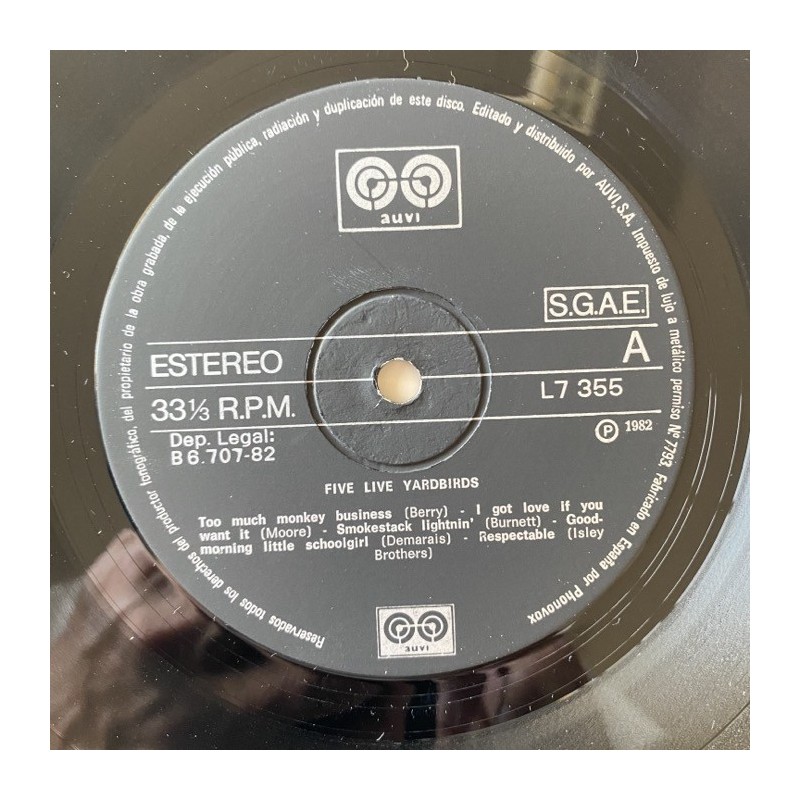 Reservados todos los derechos del productor fonográfico, del propietario de la obra grabada, de la ejecución pública, radiación y duplicación de este disco. Editado y distribuido por AUVI, S.A. Impuesto de lujo a metálico permiso Nº 7793. Fabricado en España por Phonovox
auvi
S.G.A.E.
ESTEREO A
33 1/3 R.P.M. L7 355
Dep. Legal: Ⓟ 1982
B 6.707-82
FIVE LIVE YARDBIRDS
Too much monkey business (Berry) - I got love if you
want it (Moore) - Smokestack lightnin' (Burnett) - Good-
morning little schoolgirl (Demarais) - Respectable (Isley
Brothers)
auvi